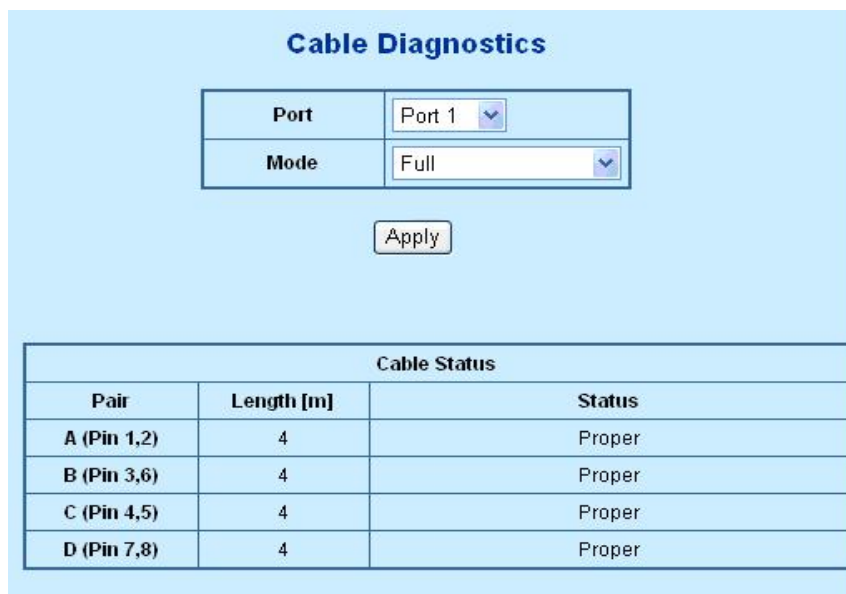 Cable Diagnostics
Port Port 1
Mode Full
Apply
Cable Status
Pair Length [m] Status
A (Pin 1,2) 4 Proper
B (Pin 3,6) 4 Proper
C (Pin 4,5) 4 Proper
D (Pin 7,8) 4 Proper